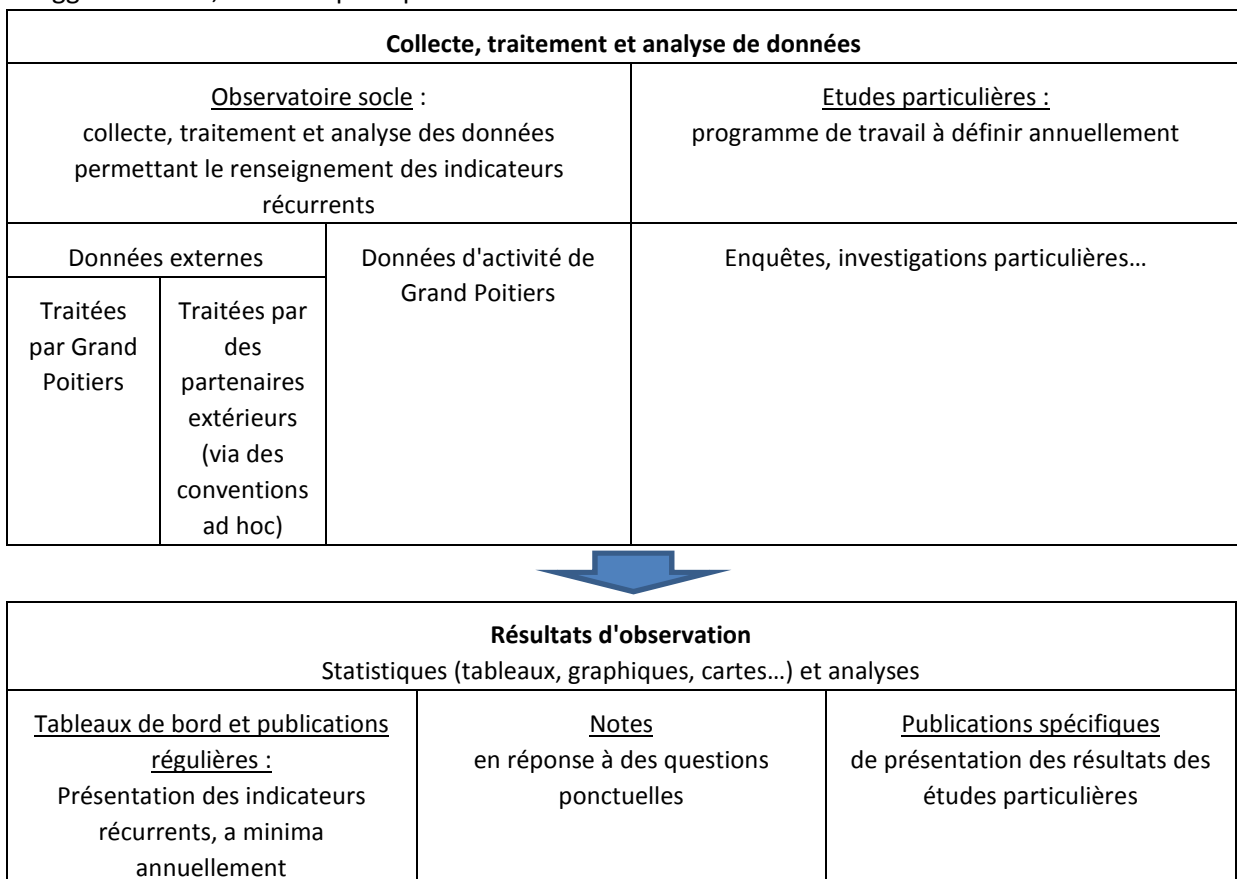 Collecte, traitement et analyse de données
Observatoire socle :
collecte, traitement et analyse des données
permettant le renseignement des indicateurs
récurrents
Etudes particulières :
programme de travail à définir annuellement
Données externes
Traitées
par Grand
Poitiers
Traitées par
des
partenaires
extérieurs
(via des
conventions
ad hoc)
Données d'activité de
Grand Poitiers
Enquêtes, investigations particulières…
Résultats d'observation
Statistiques (tableaux, graphiques, cartes…) et analyses
Tableaux de bord et publications
régulières :
Présentation des indicateurs
récurrents, a minima
annuellement
Notes
en réponse à des questions
ponctuelles
Publications spécifiques
de présentation des résultats des
études particulières